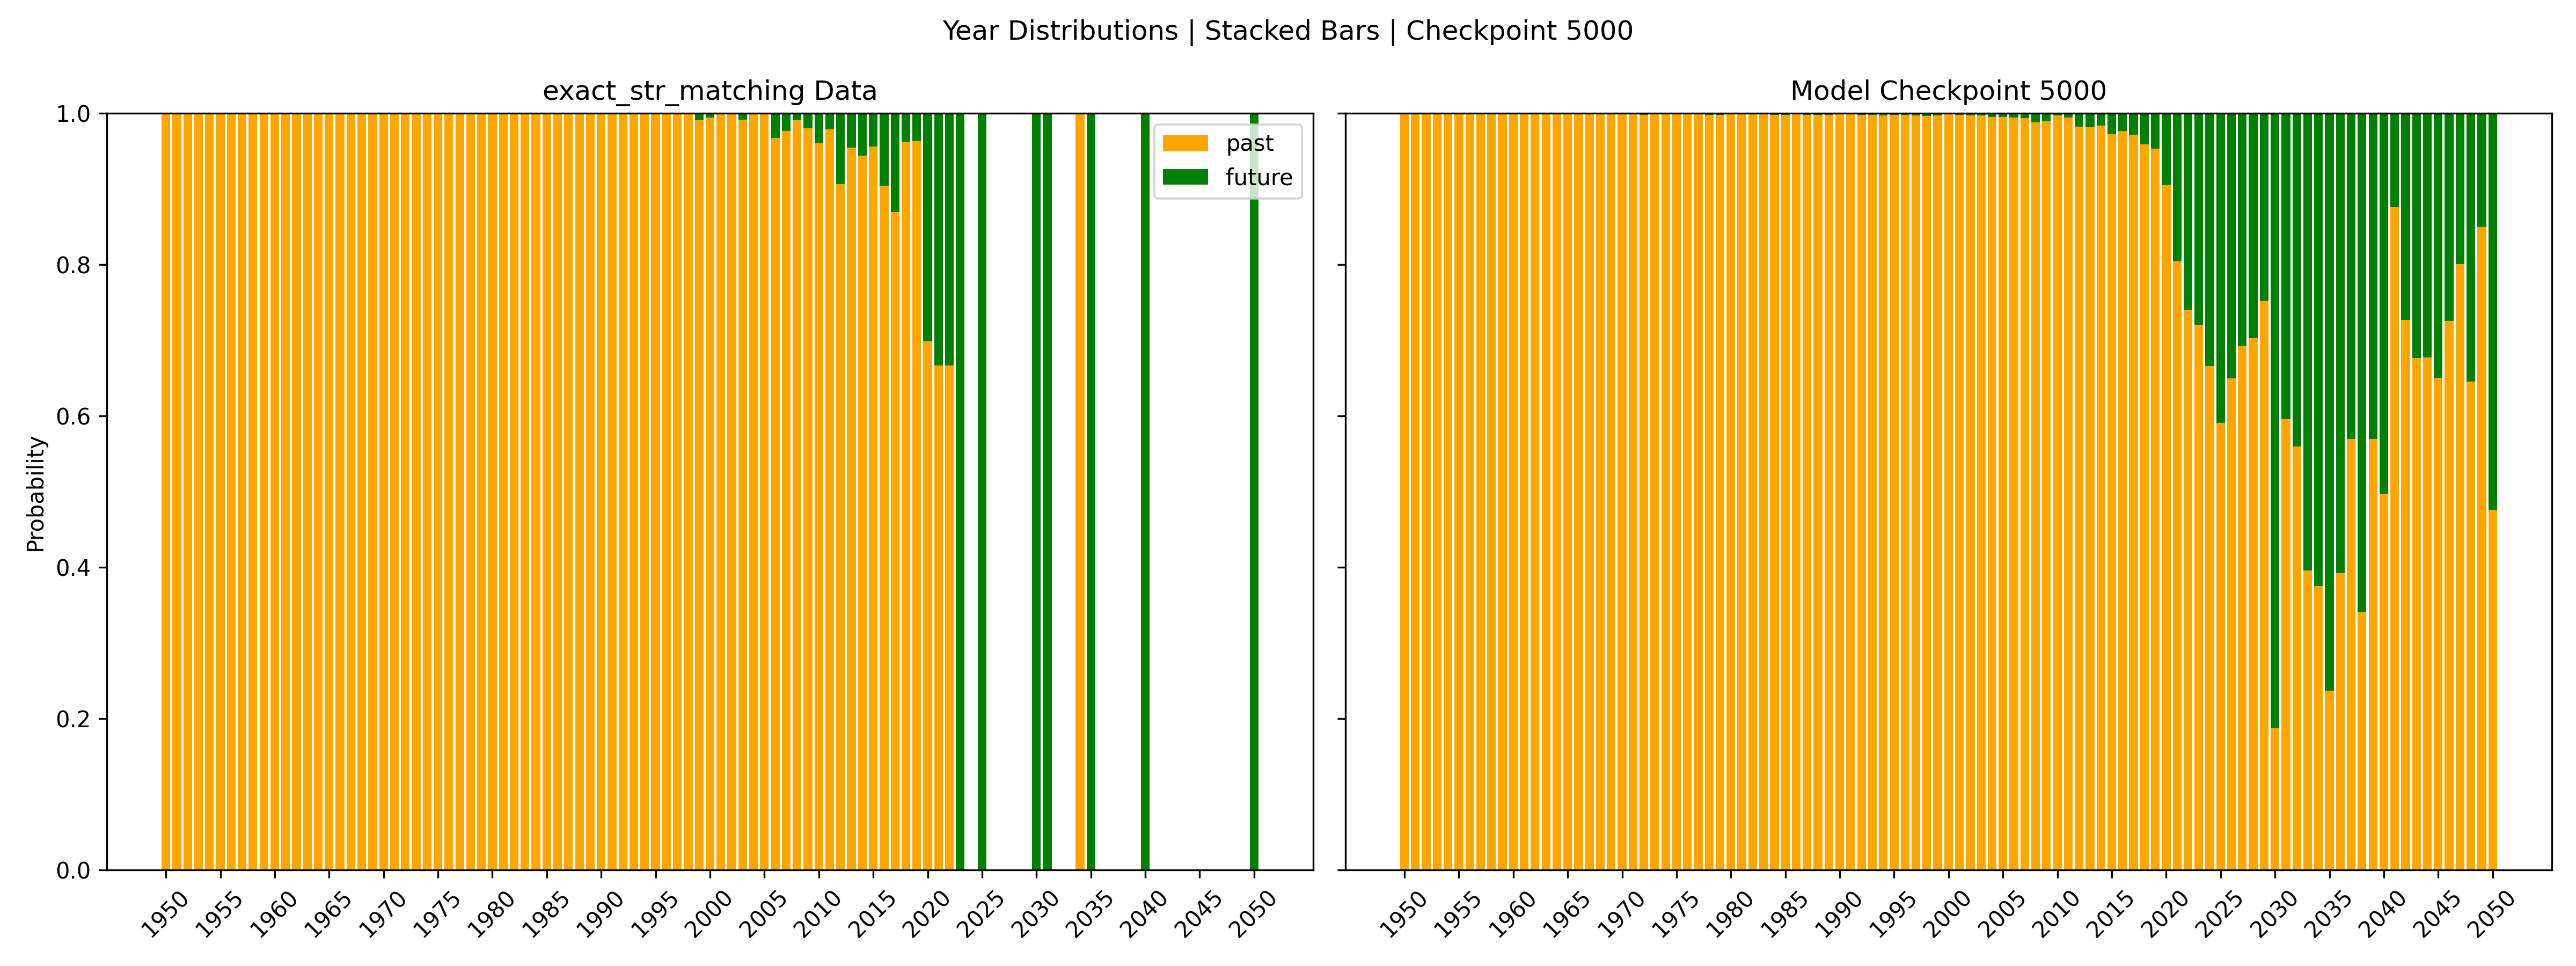 Year Distributions | Stacked Bars | Checkpoint 5000
exact_str_matching Data
Model Checkpoint 5000
past
future
Probability
1.0
0.8
0.6
0.4
0.2
0.0
1950 1955 1960 1965 1970 1975 1980 1985 1990 1995 2000 2005 2010 2015 2020 2025 2030 2035 2040 2045 2050
1950 1955 1960 1965 1970 1975 1980 1985 1990 1995 2000 2005 2010 2015 2020 2025 2030 2035 2040 2045 2050